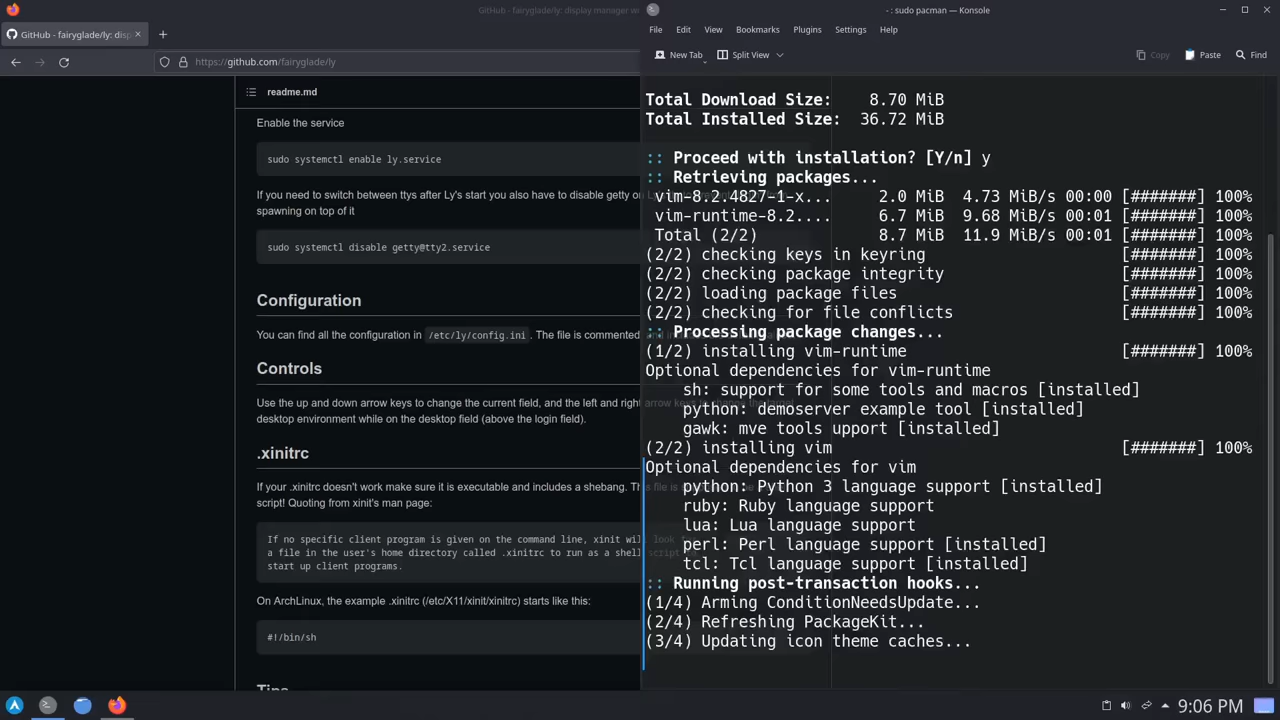 GitHub - fairyglade/ly: display manager w
GitHub - fairyglade/ly: disp
https://github.com/fairyglade/ly
readme.md
Enable the service
sudo systemctl enable ly.service
If you need to switch between ttys after Ly's start you also have to disable getty on Ly
spawning on top of it
sudo systemctl disable getty@tty2.service
Configuration
You can find all the configuration in /etc/ly/config.ini . The file is commented, and
Controls
Use the up and down arrow keys to change the current field, and the left and right arrow keys to change the target
desktop environment while on the desktop field (above the login field).
.xinitrc
If your .xinitrc doesn't work make sure it is executable and includes a shebang. This file is
script! Quoting from xinit's man page:
If no specific client program is given on the command line, xinit will look for
a file in the user's home directory called .xinitrc to run as a shell script
start up client programs.
On ArchLinux, the example .xinitrc (/etc/X11/xinit/xinitrc) starts like this:
#!/bin/sh
Tips
- : sudo pacman — Konsole
File Edit View Bookmarks Plugins Settings Help
New Tab Split View Copy Paste Find
Total Download Size: 8.70 MiB
Total Installed Size: 36.72 MiB
:: Proceed with installation? [Y/n] y
:: Retrieving packages...
vim-8.2.4827-1-x... 2.0 MiB 4.73 MiB/s 00:00 [#######] 100%
vim-runtime-8.2.... 6.7 MiB 9.68 MiB/s 00:01 [#######] 100%
Total (2/2) 8.7 MiB 11.9 MiB/s 00:01 [#######] 100%
(2/2) checking keys in keyring [#######] 100%
(2/2) checking package integrity [#######] 100%
(2/2) loading package files [#######] 100%
(2/2) checking for file conflicts [#######] 100%
:: Processing package changes...
(1/2) installing vim-runtime [#######] 100%
Optional dependencies for vim-runtime
sh: support for some tools and macros [installed]
python: demoserver example tool [installed]
gawk: mve tools upport [installed]
(2/2) installing vim [#######] 100%
Optional dependencies for vim
python: Python 3 language support [installed]
ruby: Ruby language support
lua: Lua language support
perl: Perl language support [installed]
tcl: Tcl language support [installed]
:: Running post-transaction hooks...
(1/4) Arming ConditionNeedsUpdate...
(2/4) Refreshing PackageKit...
(3/4) Updating icon theme caches...
9:06 PM